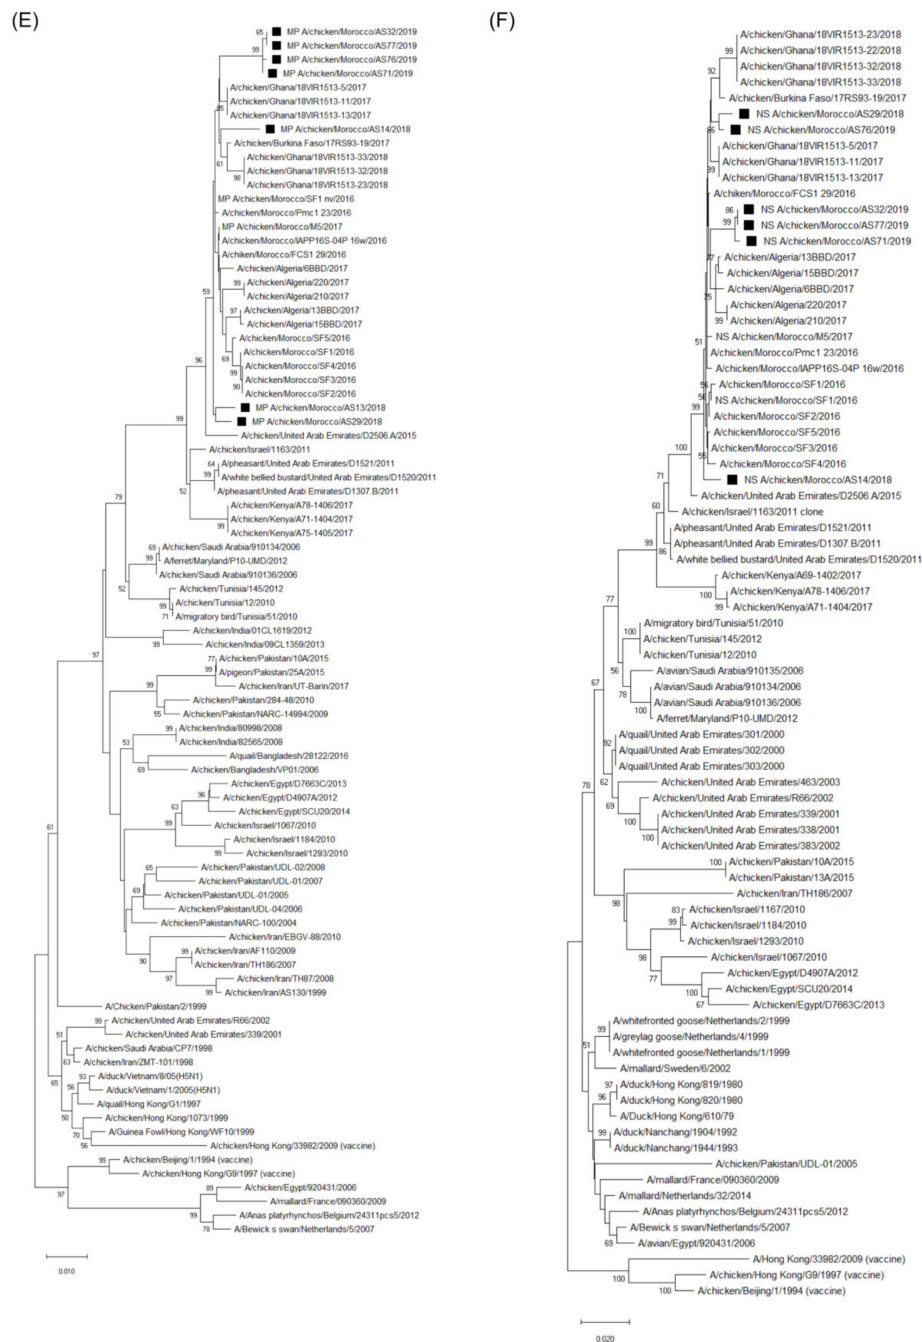 (E)
65
MP A/chicken/Morocco/AS32/2019
MP A/chicken/Morocco/AS77/2019
99
MP A/chicken/Morocco/AS76/2019
MP A/chicken/Morocco/AS71/2019
A/chicken/Ghana/18VIR1513-5/2017
85
A/chicken/Ghana/18VIR1513-11/2017
A/chicken/Ghana/18VIR1513-13/2017
MP A/chicken/Morocco/AS14/2018
A/chicken/Burkina Faso/17RS93-19/2017
61
A/chicken/Ghana/18VIR1513-33/2018
A/chicken/Ghana/18VIR1513-32/2018
98
A/chicken/Ghana/18VIR1513-23/2018
MP A/chicken/Morocco/SF1 nv/2016
A/chicken/Morocco/Pmc1 23/2016
MP A/chicken/Morocco/M5/2017
A/chicken/Morocco/IAPP16S-04P 16w/2016
A/chiken/Morocco/FCS1 29/2016
A/chicken/Algeria/6BBD/2017
99
A/chicken/Algeria/220/2017
59
A/chicken/Algeria/210/2017
97
A/chicken/Algeria/13BBD/2017
A/chicken/Algeria/15BBD/2017
A/chicken/Morocco/SF5/2016
69
A/chicken/Morocco/SF1/2016
96
A/chicken/Morocco/SF4/2016
99
A/chicken/Morocco/SF3/2016
90
A/chicken/Morocco/SF2/2016
MP A/chicken/Morocco/AS13/2018
99
MP A/chicken/Morocco/AS29/2018
A/chicken/United Arab Emirates/D2506.A/2015
A/chicken/Israel/1163/2011
64
A/pheasant/United Arab Emirates/D1521/2011
99
A/white bellied bustard/United Arab Emirates/D1520/2011
52
A/pheasant/United Arab Emirates/D1307.B/2011
79
A/chicken/Kenya/A78-1406/2017
A/chicken/Kenya/A71-1404/2017
99
A/chicken/Kenya/A75-1405/2017
69
A/chicken/Saudi Arabia/910134/2006
99
A/ferret/Maryland/P10-UMD/2012
A/chicken/Saudi Arabia/910136/2006
52
A/chicken/Tunisia/145/2012
99
A/chicken/Tunisia/12/2010
71
A/migratory bird/Tunisia/51/2010
A/chicken/India/01CL1619/2012
99
A/chicken/India/09CL1359/2013
97
77
A/chicken/Pakistan/10A/2015
99
A/pigeon/Pakistan/25A/2015
A/chicken/Iran/UT-Barin/2017
99
A/chicken/Pakistan/284-48/2010
55
A/chicken/Pakistan/NARC-14994/2009
99
A/chicken/India/80998/2008
A/chicken/India/82565/2008
53
A/quail/Bangladesh/28122/2016
69
A/chicken/Bangladesh/VP01/2006
A/chicken/Egypt/D7663C/2013
96
A/chicken/Egypt/D4907A/2012
63
A/chicken/Egypt/SCU20/2014
99
A/chicken/Israel/1067/2010
61
A/chicken/Israel/1184/2010
99
A/chicken/Israel/1293/2010
65
A/chicken/Pakistan/UDL-02/2008
A/chicken/Pakistan/UDL-01/2007
69
A/chicken/Pakistan/UDL-01/2005
A/chicken/Pakistan/UDL-04/2006
A/chicken/Pakistan/NARC-100/2004
A/chicken/Iran/EBGV-88/2010
90
99
A/chicken/Iran/AF110/2009
A/chicken/Iran/TH186/2007
97
A/chicken/Iran/TH87/2008
99
A/chicken/Iran/AS130/1999
A/Chicken/Pakistan/2/1999
99
A/chicken/United Arab Emirates/R66/2002
51
A/chicken/United Arab Emirates/339/2001
A/chicken/Saudi Arabia/CP7/1998
63
A/chicken/Iran/ZMT-101/1998
65
93
A/duck/Vietnam/8/05(H5N1)
56
A/duck/Vietnam/1/2005(H5N1)
A/quail/Hong Kong/G1/1997
50
A/chicken/Hong Kong/1073/1999
70
A/Guinea Fowl/Hong Kong/WF10/1999
56
A/chicken/Hong Kong/33982/2009 (vaccine)
99
A/chicken/Beijing/1/1994 (vaccine)
A/chicken/Hong Kong/G9/1997 (vaccine)
97
89
A/chicken/Egypt/920431/2006
A/mallard/France/090360/2009
99
A/Anas platyrhynchos/Belgium/24311pcs5/2012
78
A/Bewick s swan/Netherlands/5/2007
0.010
(F)
A/chicken/Ghana/18VIR1513-23/2018
99
A/chicken/Ghana/18VIR1513-22/2018
A/chicken/Ghana/18VIR1513-32/2018
92
A/chicken/Ghana/18VIR1513-33/2018
A/chicken/Burkina Faso/17RS93-19/2017
NS A/chicken/Morocco/AS29/2018
NS A/chicken/Morocco/AS76/2019
A/chicken/Ghana/18VIR1513-5/2017
A/chicken/Ghana/18VIR1513-11/2017
99
A/chicken/Ghana/18VIR1513-13/2017
A/chiken/Morocco/FCS1 29/2016
86
NS A/chicken/Morocco/AS32/2019
99
NS A/chicken/Morocco/AS77/2019
NS A/chicken/Morocco/AS71/2019
77
A/chicken/Algeria/13BBD/2017
A/chicken/Algeria/15BBD/2017
75
A/chicken/Algeria/6BBD/2017
A/chicken/Algeria/220/2017
99
A/chicken/Algeria/210/2017
NS A/chicken/Morocco/M5/2017
51
A/chicken/Morocco/Pmc1 23/2016
A/chicken/Morocco/IAPP16S-04P 16w/2016
56
A/chicken/Morocco/SF1/2016
56
NS A/chicken/Morocco/SF1/2016
99
A/chicken/Morocco/SF2/2016
A/chicken/Morocco/SF5/2016
A/chicken/Morocco/SF3/2016
55
A/chicken/Morocco/SF4/2016
100
NS A/chicken/Morocco/AS14/2018
71
A/chicken/United Arab Emirates/D2506.A/2015
60
A/chicken/Israel/1163/2011 clone
A/pheasant/United Arab Emirates/D1521/2011
99
A/pheasant/United Arab Emirates/D1307.B/2011
86
A/white bellied bustard/United Arab Emirates/D1520/2011
A/chicken/Kenya/A69-1402/2017
100
A/chicken/Kenya/A78-1406/2017
100
A/chicken/Kenya/A71-1404/2017
77
A/migratory bird/Tunisia/51/2010
100
A/chicken/Tunisia/145/2012
A/chicken/Tunisia/12/2010
56
A/avian/Saudi Arabia/910135/2006
67
78
A/avian/Saudi Arabia/910134/2006
A/avian/Saudi Arabia/910136/2006
100
A/ferret/Maryland/P10-UMD/2012
A/quail/United Arab Emirates/301/2000
92
A/quail/United Arab Emirates/302/2000
A/quail/United Arab Emirates/303/2000
62
A/chicken/United Arab Emirates/463/2003
78
69
A/chicken/United Arab Emirates/R66/2002
A/chicken/United Arab Emirates/339/2001
100
A/chicken/United Arab Emirates/338/2001
100
A/chicken/United Arab Emirates/383/2002
100
A/chicken/Pakistan/10A/2015
A/chicken/Pakistan/13A/2015
98
A/chicken/Iran/TH186/2007
83
A/chicken/Israel/1167/2010
99
A/chicken/Israel/1184/2010
A/chicken/Israel/1293/2010
98
A/chicken/Israel/1067/2010
77
A/chicken/Egypt/D4907A/2012
100
A/chicken/Egypt/SCU20/2014
67
A/chicken/Egypt/D7663C/2013
A/whitefronted goose/Netherlands/2/1999
99
A/greylag goose/Netherlands/4/1999
51
A/whitefronted goose/Netherlands/1/1999
A/mallard/Sweden/6/2002
97
A/duck/Hong Kong/819/1980
96
A/duck/Hong Kong/820/1980
A/Duck/Hong Kong/610/79
99
A/duck/Nanchang/1904/1992
A/duck/Nanchang/1944/1993
A/chicken/Pakistan/UDL-01/2005
A/mallard/France/090360/2009
A/mallard/Netherlands/32/2014
A/Anas platyrhynchos/Belgium/24311pcs5/2012
A/Bewick s swan/Netherlands/5/2007
69
A/avian/Egypt/920431/2006
A/Hong Kong/33982/2009 (vaccine)
100
A/chicken/Hong Kong/G9/1997 (vaccine)
100
A/chicken/Beijing/1/1994 (vaccine)
0.020